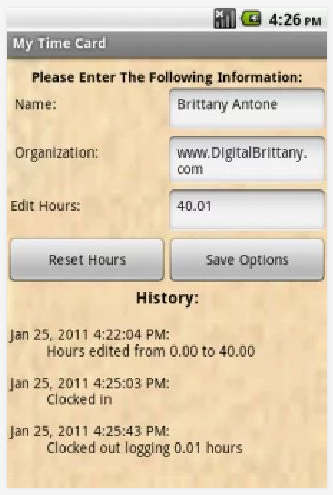 4:26 PM
My Time Card
Please Enter The Following Information:
Name:
Brittany Antone
Organization:
www.DigitalBrittany.
com
Edit Hours:
40.01
Reset Hours
Save Options
History:
Jan 25, 2011 4:22:04 PM:
Hours edited from 0.00 to 40.00
Jan 25, 2011 4:25:03 PM:
Clocked in
Jan 25, 2011 4:25:43 PM:
Clocked out logging 0.01 hours